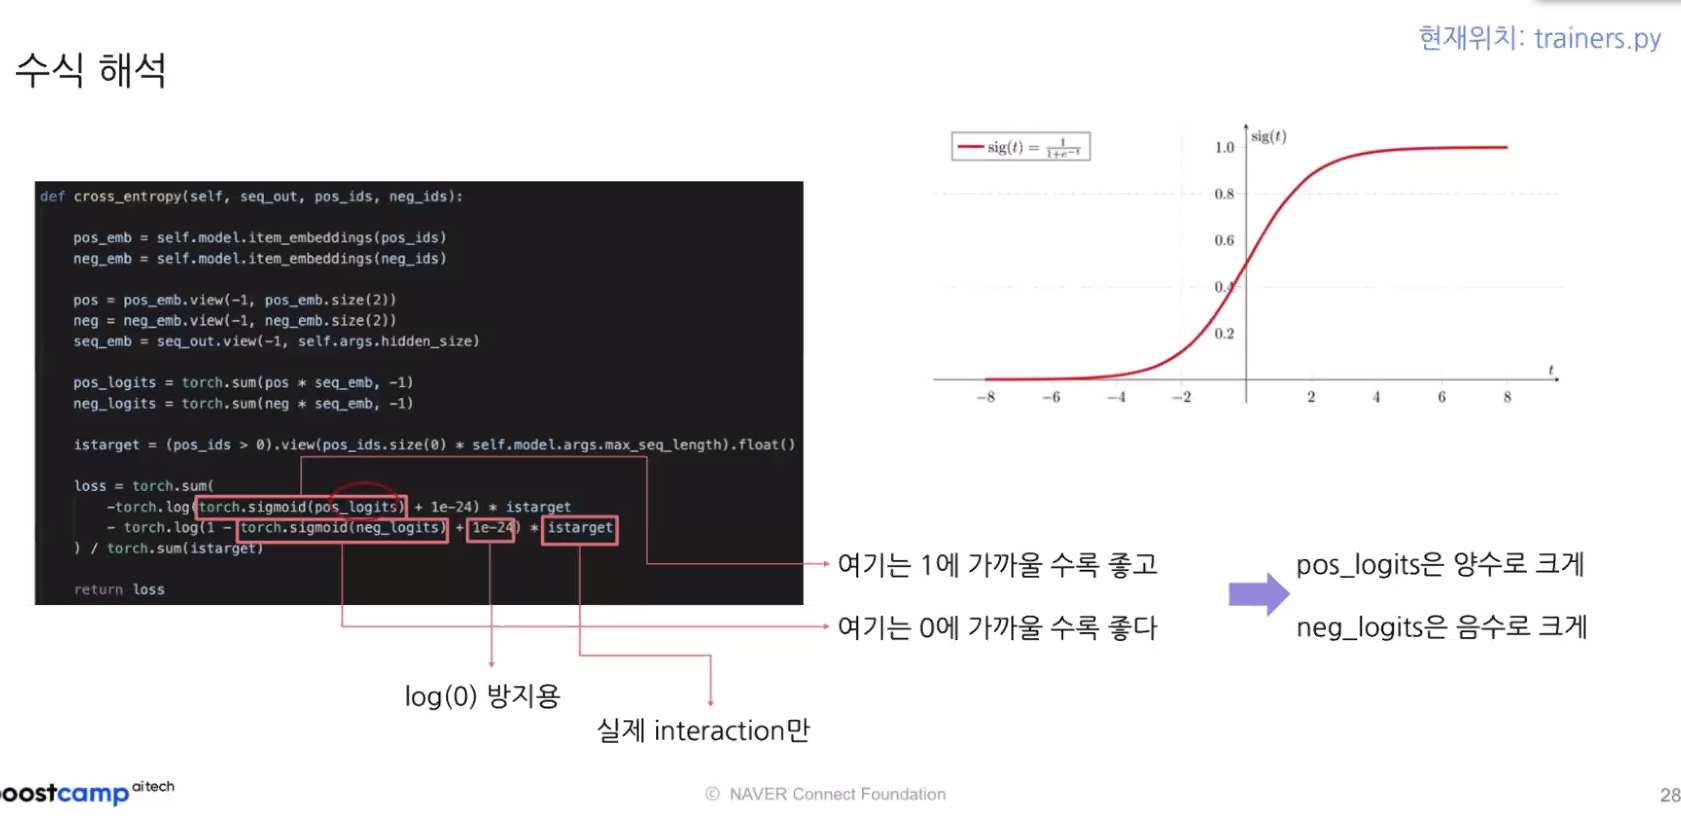 현재위치: trainers.py
수식 해석
def cross_entropy(self, seq_out, pos_ids, neg_ids):
pos_emb = self.model.item_embeddings(pos_ids)
neg_emb = self.model.item_embeddings(neg_ids)
pos = pos_emb.view(-1, pos_emb.size(2))
neg = neg_emb.view(-1, neg_emb.size(2))
seq_emb = seq_out.view(-1, self.args.hidden_size)
pos_logits = torch.sum(pos * seq_emb, -1)
neg_logits = torch.sum(neg * seq_emb, -1)
istarget = (pos_ids > 0).view(pos_ids.size(0) * self.model.args.max_seq_length).float()
loss = torch.sum(
-torch.log(torch.sigmoid(pos_logits) + 1e-24) * istarget
- torch.log(1 - torch.sigmoid(neg_logits) + 1e-24) * istarget
) / torch.sum(istarget)
return loss
sig(t) = 1/(1+e^-t)
sig(t)
1.0
0.8
0.6
0.4
0.2
t
-8 -6 -4 -2 2 4 6 8
여기는 1에 가까울 수록 좋고
여기는 0에 가까울 수록 좋다
pos_logits은 양수로 크게
neg_logits은 음수로 크게
log(0) 방지용
실제 interaction만
oostcamp ai tech
© NAVER Connect Foundation
28